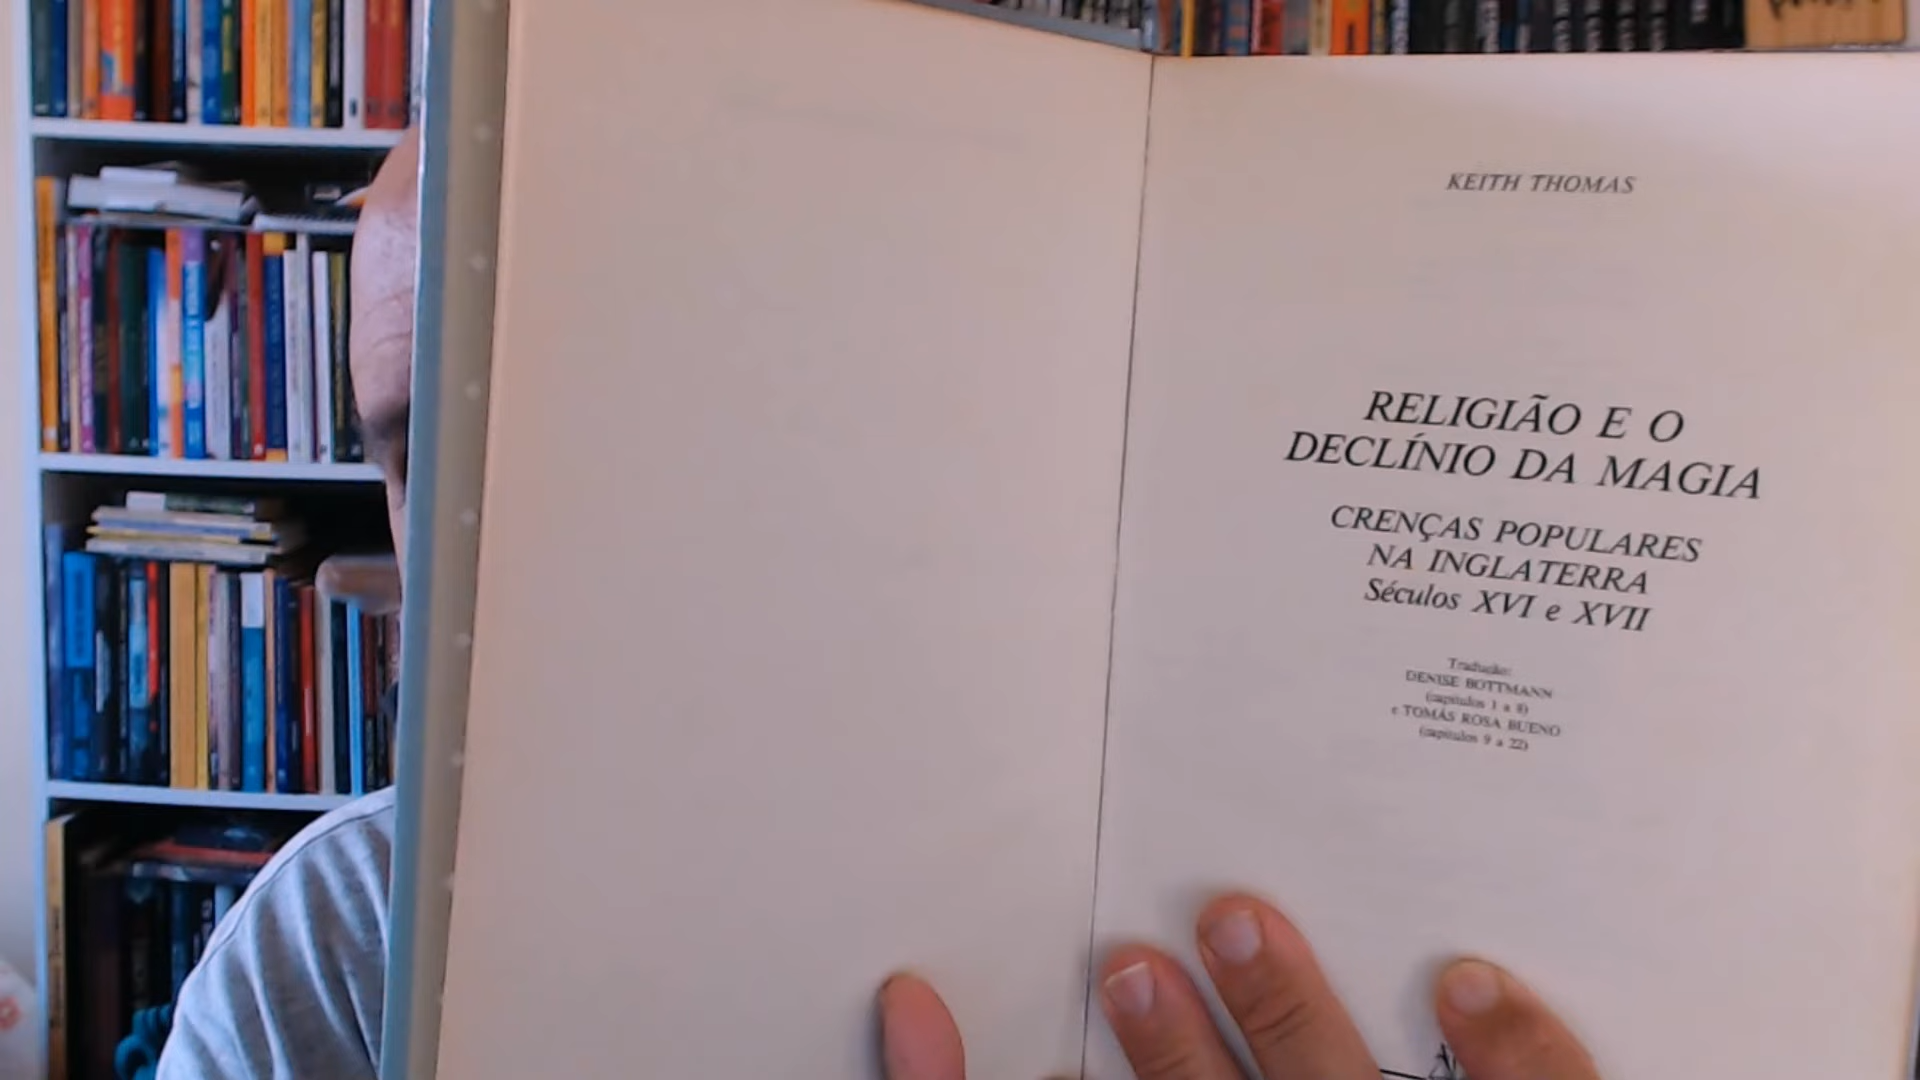 KEITH THOMAS
RELIGIÃO E O
DECLÍNIO DA MAGIA
CRENÇAS POPULARES
NA INGLATERRA
Séculos XVI e XVII
Tradução:
DENISE BOTTMANN
(capítulos 1 a 8)
e TOMÁS ROSA BUENO
(capítulos 9 a 22)